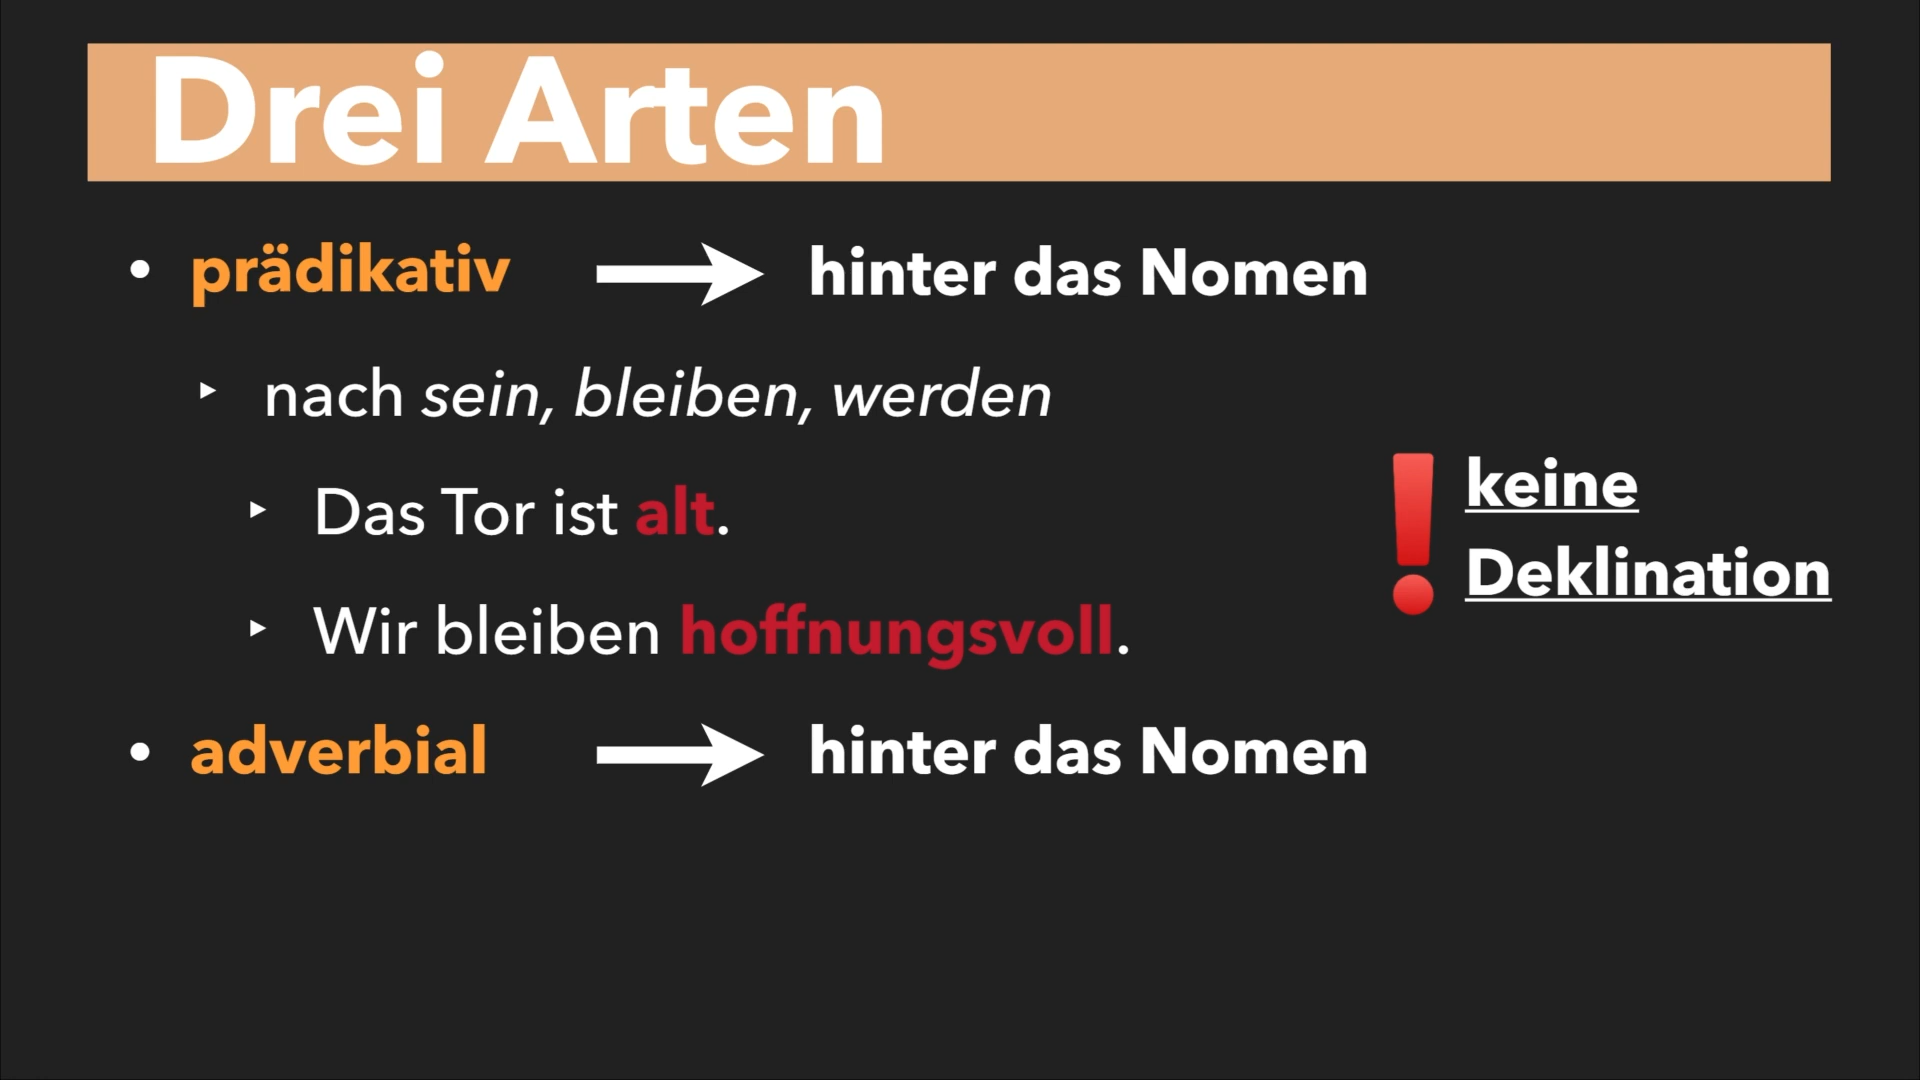 Drei Arten
• prädikativ → hinter das Nomen
‣ nach sein, bleiben, werden
‣ Das Tor ist alt.
‣ Wir bleiben hoffnungsvoll.
❗ keine
Deklination
• adverbial → hinter das Nomen